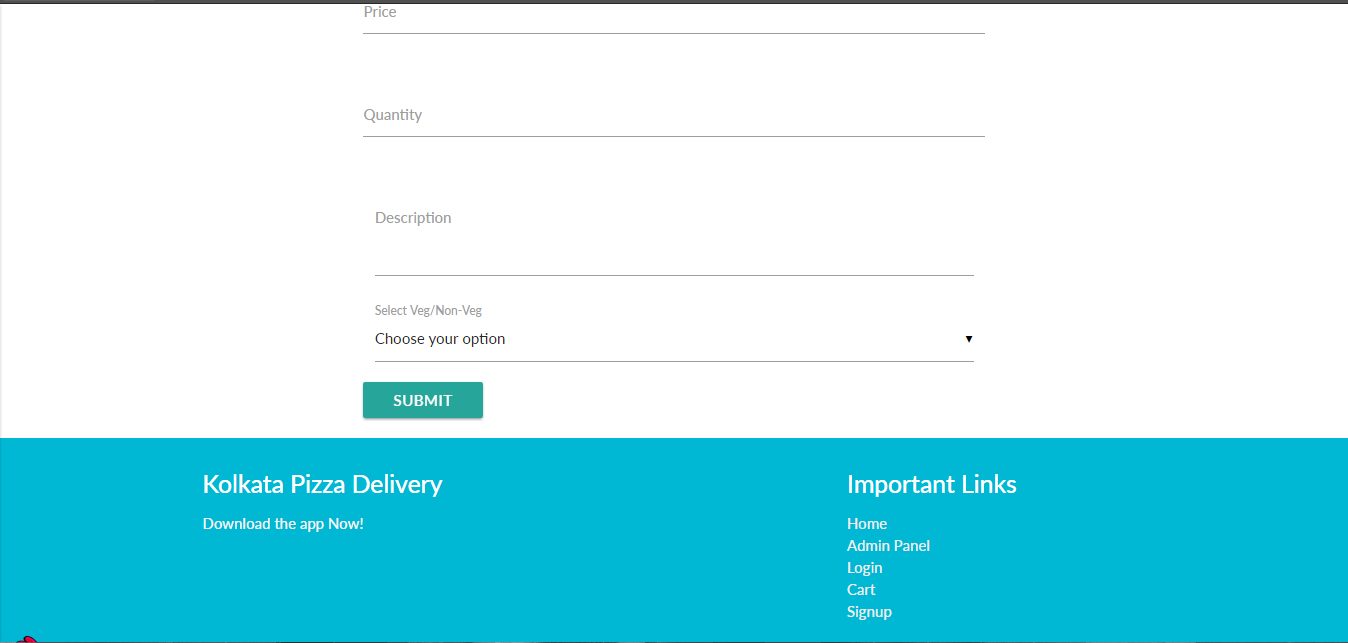 Price
Quantity
Description
Select Veg/Non-Veg
Choose your option
SUBMIT
Kolkata Pizza Delivery
Download the app Now!
Important Links
Home
Admin Panel
Login
Cart
Signup